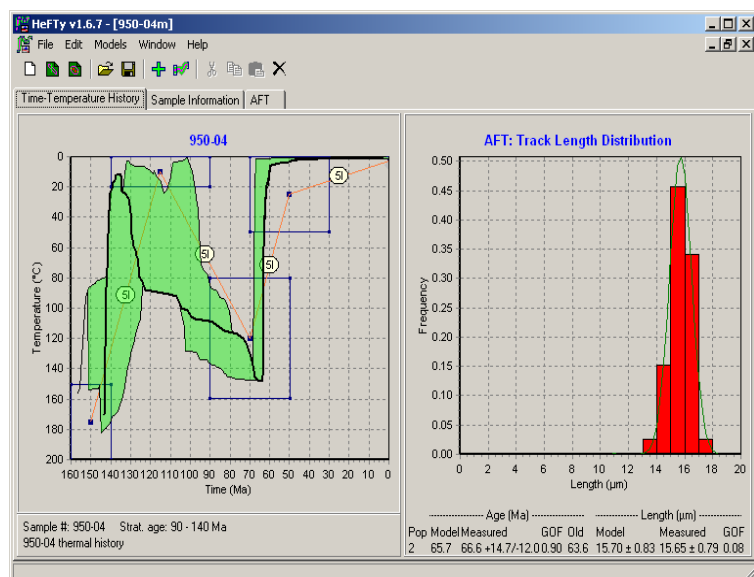 HeFTy v1.6.7 - [950-04m]
File Edit Models Window Help
Time-Temperature History Sample Information AFT
950-04
0
20
40
60
80
100
120
140
160
180
200
Temperature (°C)
5l
5l
5l
5l
160 150 140 130 120 110 100 90 80 70 60 50 40 30 20 10 0
Time (Ma)
Sample #: 950-04 Strat. age: 90 - 140 Ma
950-04 thermal history
AFT: Track Length Distribution
0.50
0.45
0.40
0.35
0.30
0.25
0.20
0.15
0.10
0.05
0.00
Frequency
0 2 4 6 8 10 12 14 16 18 20
Length (µm)
Age (Ma) Length (µm)
Pop Model Measured GOF Old Model Measured GOF
2 65.7 66.6 +14.7/-12.0 0.90 63.6 15.70 ± 0.83 15.65 ± 0.79 0.08